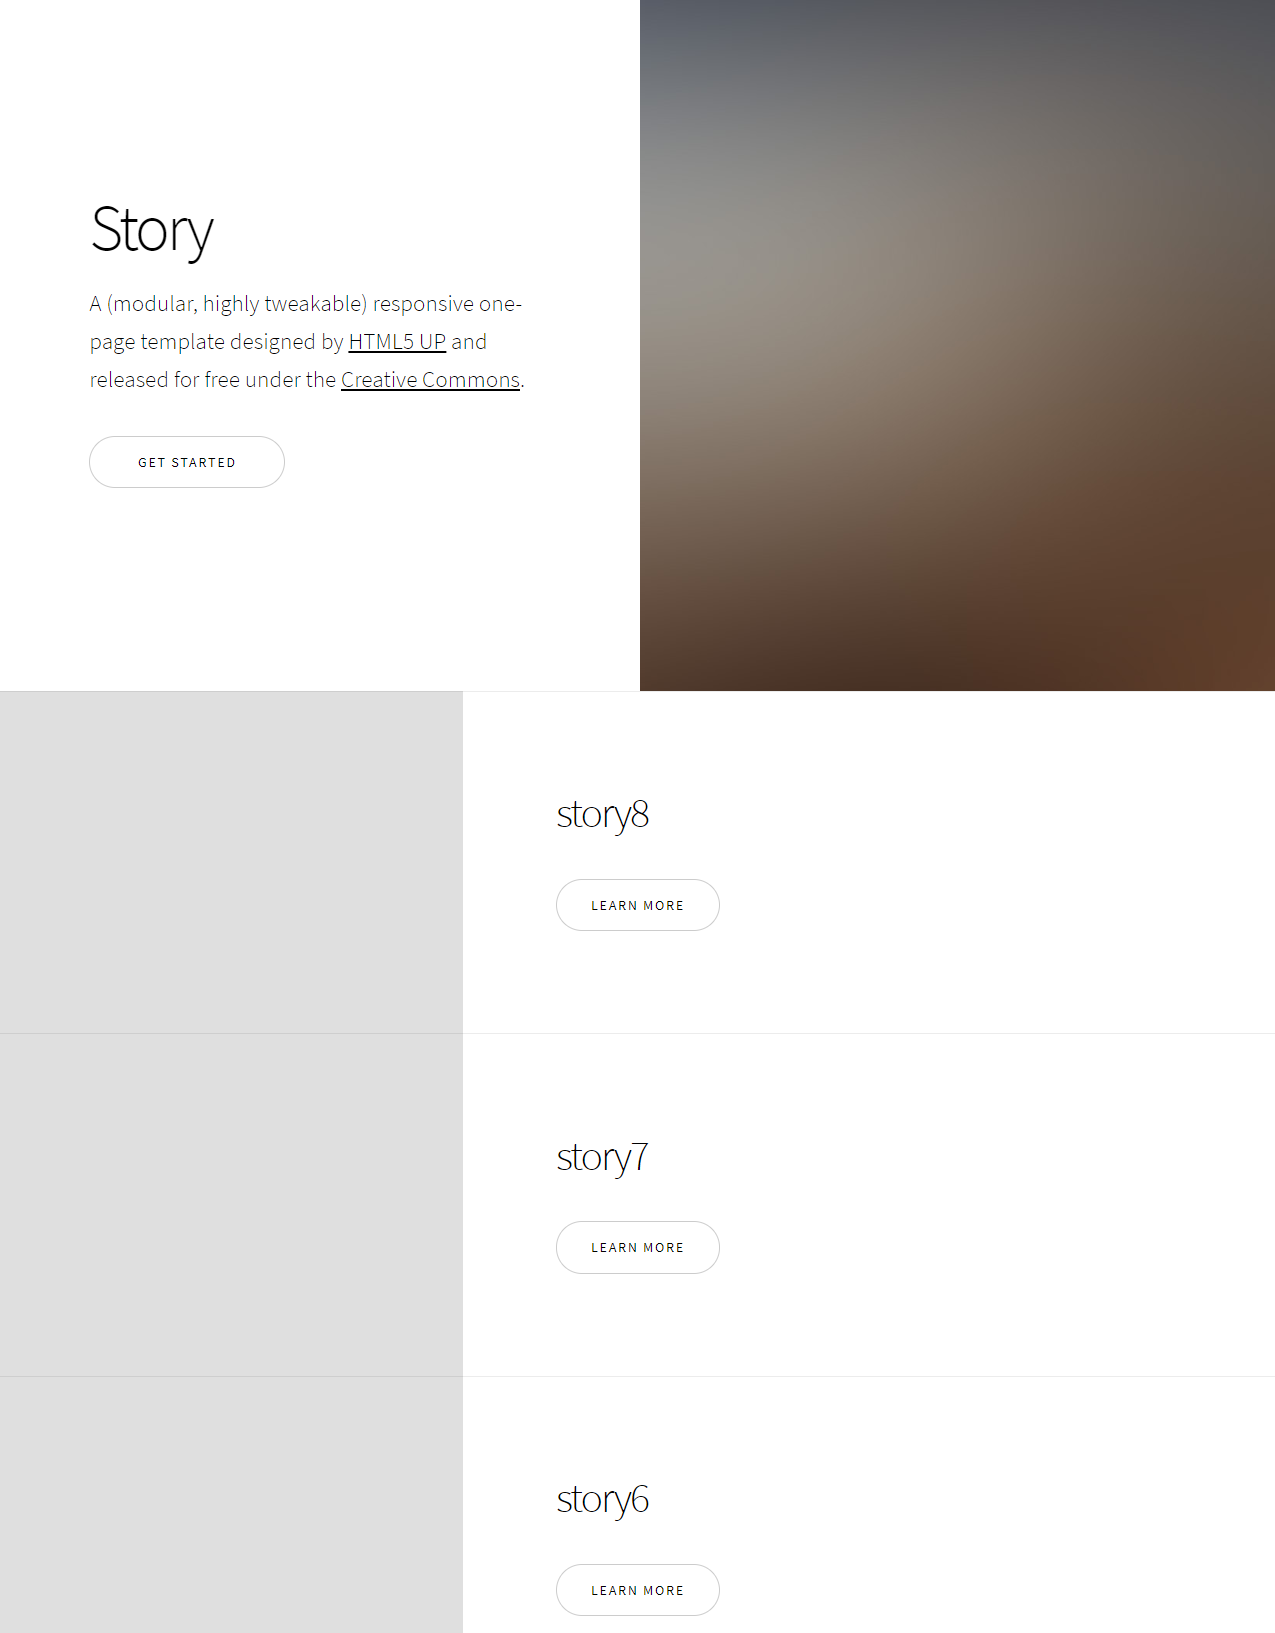 Story
A (modular, highly tweakable) responsive one-
page template designed by HTML5 UP and
released for free under the Creative Commons.
GET STARTED
story8
LEARN MORE
story7
LEARN MORE
story6
LEARN MORE